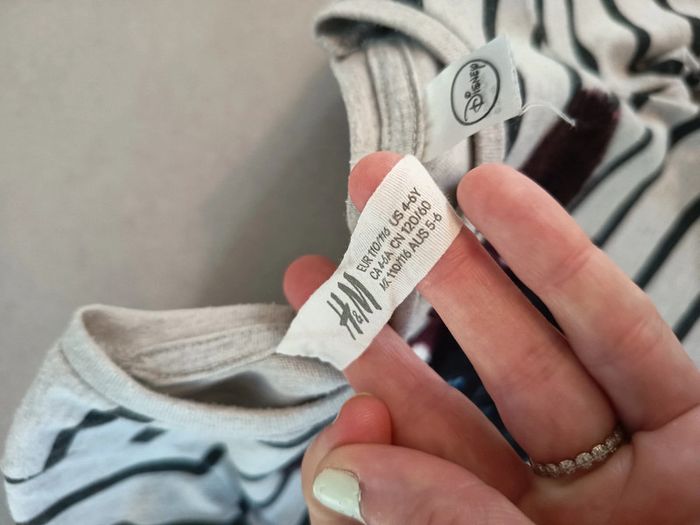 DISNEY
H&M
EUR 110/116 US 4-6Y
CA 4-6A CN 120/60
MX 110/116 AUS 5-6